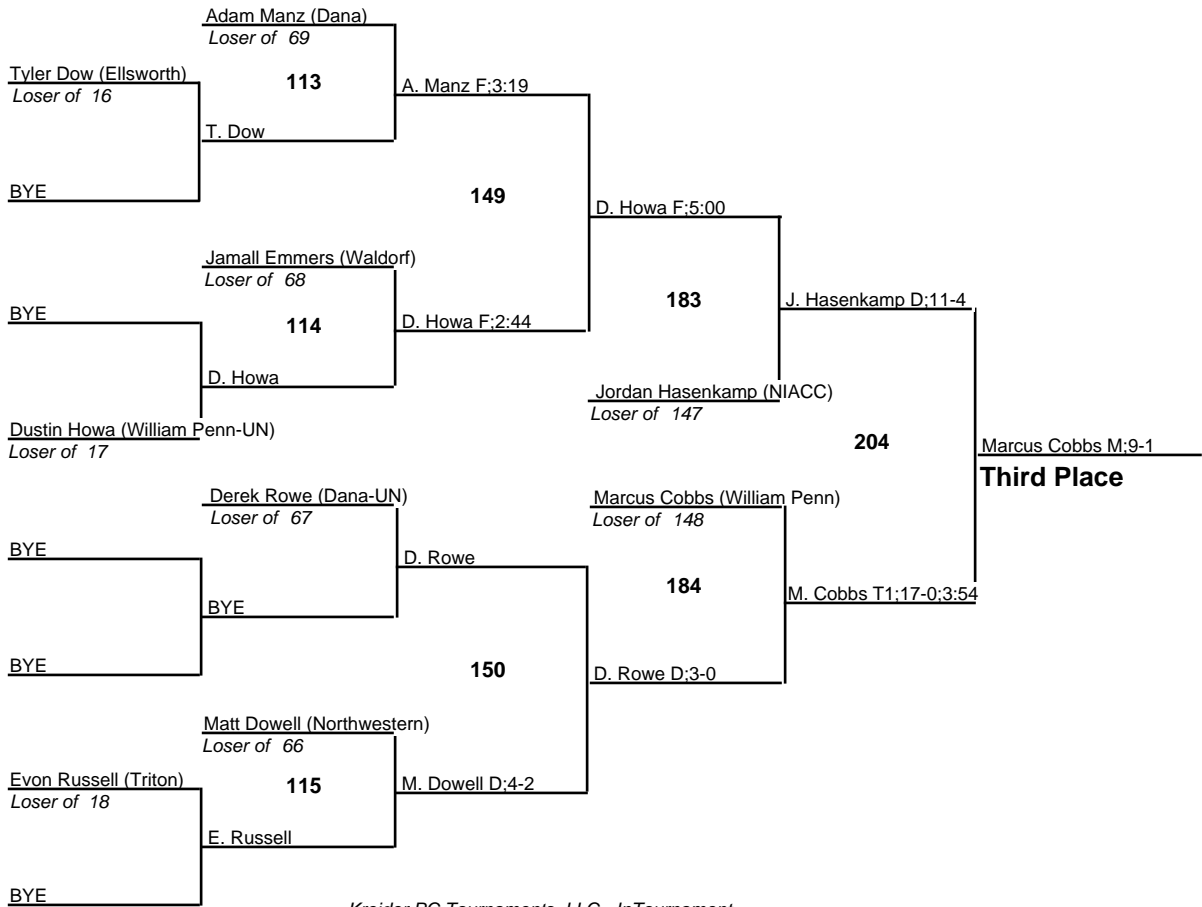 Adam Manz (Dana)
Loser of 69
Tyler Dow (Ellsworth)
Loser of 16
113
A. Manz F;3:19
T. Dow
BYE
149
D. Howa F;5:00
Jamall Emmers (Waldorf)
Loser of 68
BYE
114
D. Howa F;2:44
183
J. Hasenkamp D;11-4
D. Howa
Jordan Hasenkamp (NIACC)
Loser of 147
Dustin Howa (William Penn-UN)
Loser of 17
204
Marcus Cobbs M;9-1
Third Place
Derek Rowe (Dana-UN)
Loser of 67
Marcus Cobbs (William Penn)
Loser of 148
BYE
D. Rowe
184
M. Cobbs T1;17-0;3:54
BYE
BYE
150
D. Rowe D;3-0
Matt Dowell (Northwestern)
Loser of 66
Evon Russell (Triton)
Loser of 18
115
M. Dowell D;4-2
E. Russell
BYE